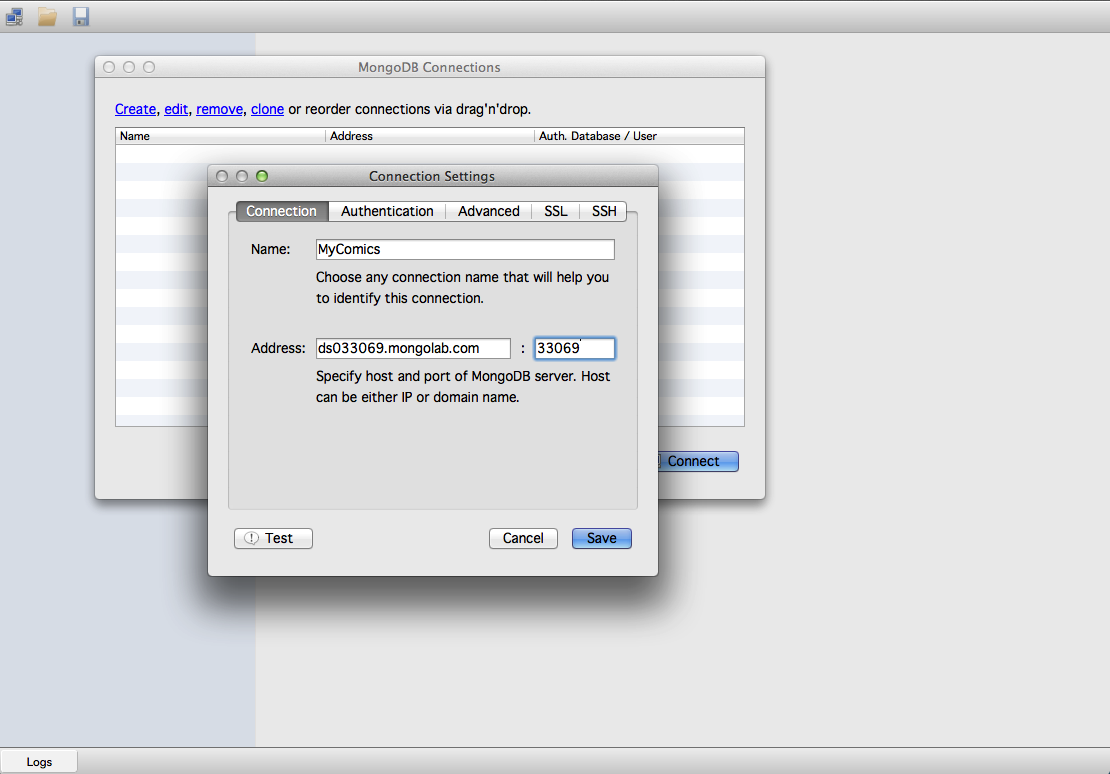 MongoDB Connections
Create, edit, remove, clone or reorder connections via drag'n'drop.
Name Address Auth. Database / User
Connection Settings
Connection Authentication Advanced SSL SSH
Name: MyComics
Choose any connection name that will help you
to identify this connection.
Address: ds033069.mongolab.com : 33069
Specify host and port of MongoDB server. Host
can be either IP or domain name.
Connect
Test Cancel Save
Logs